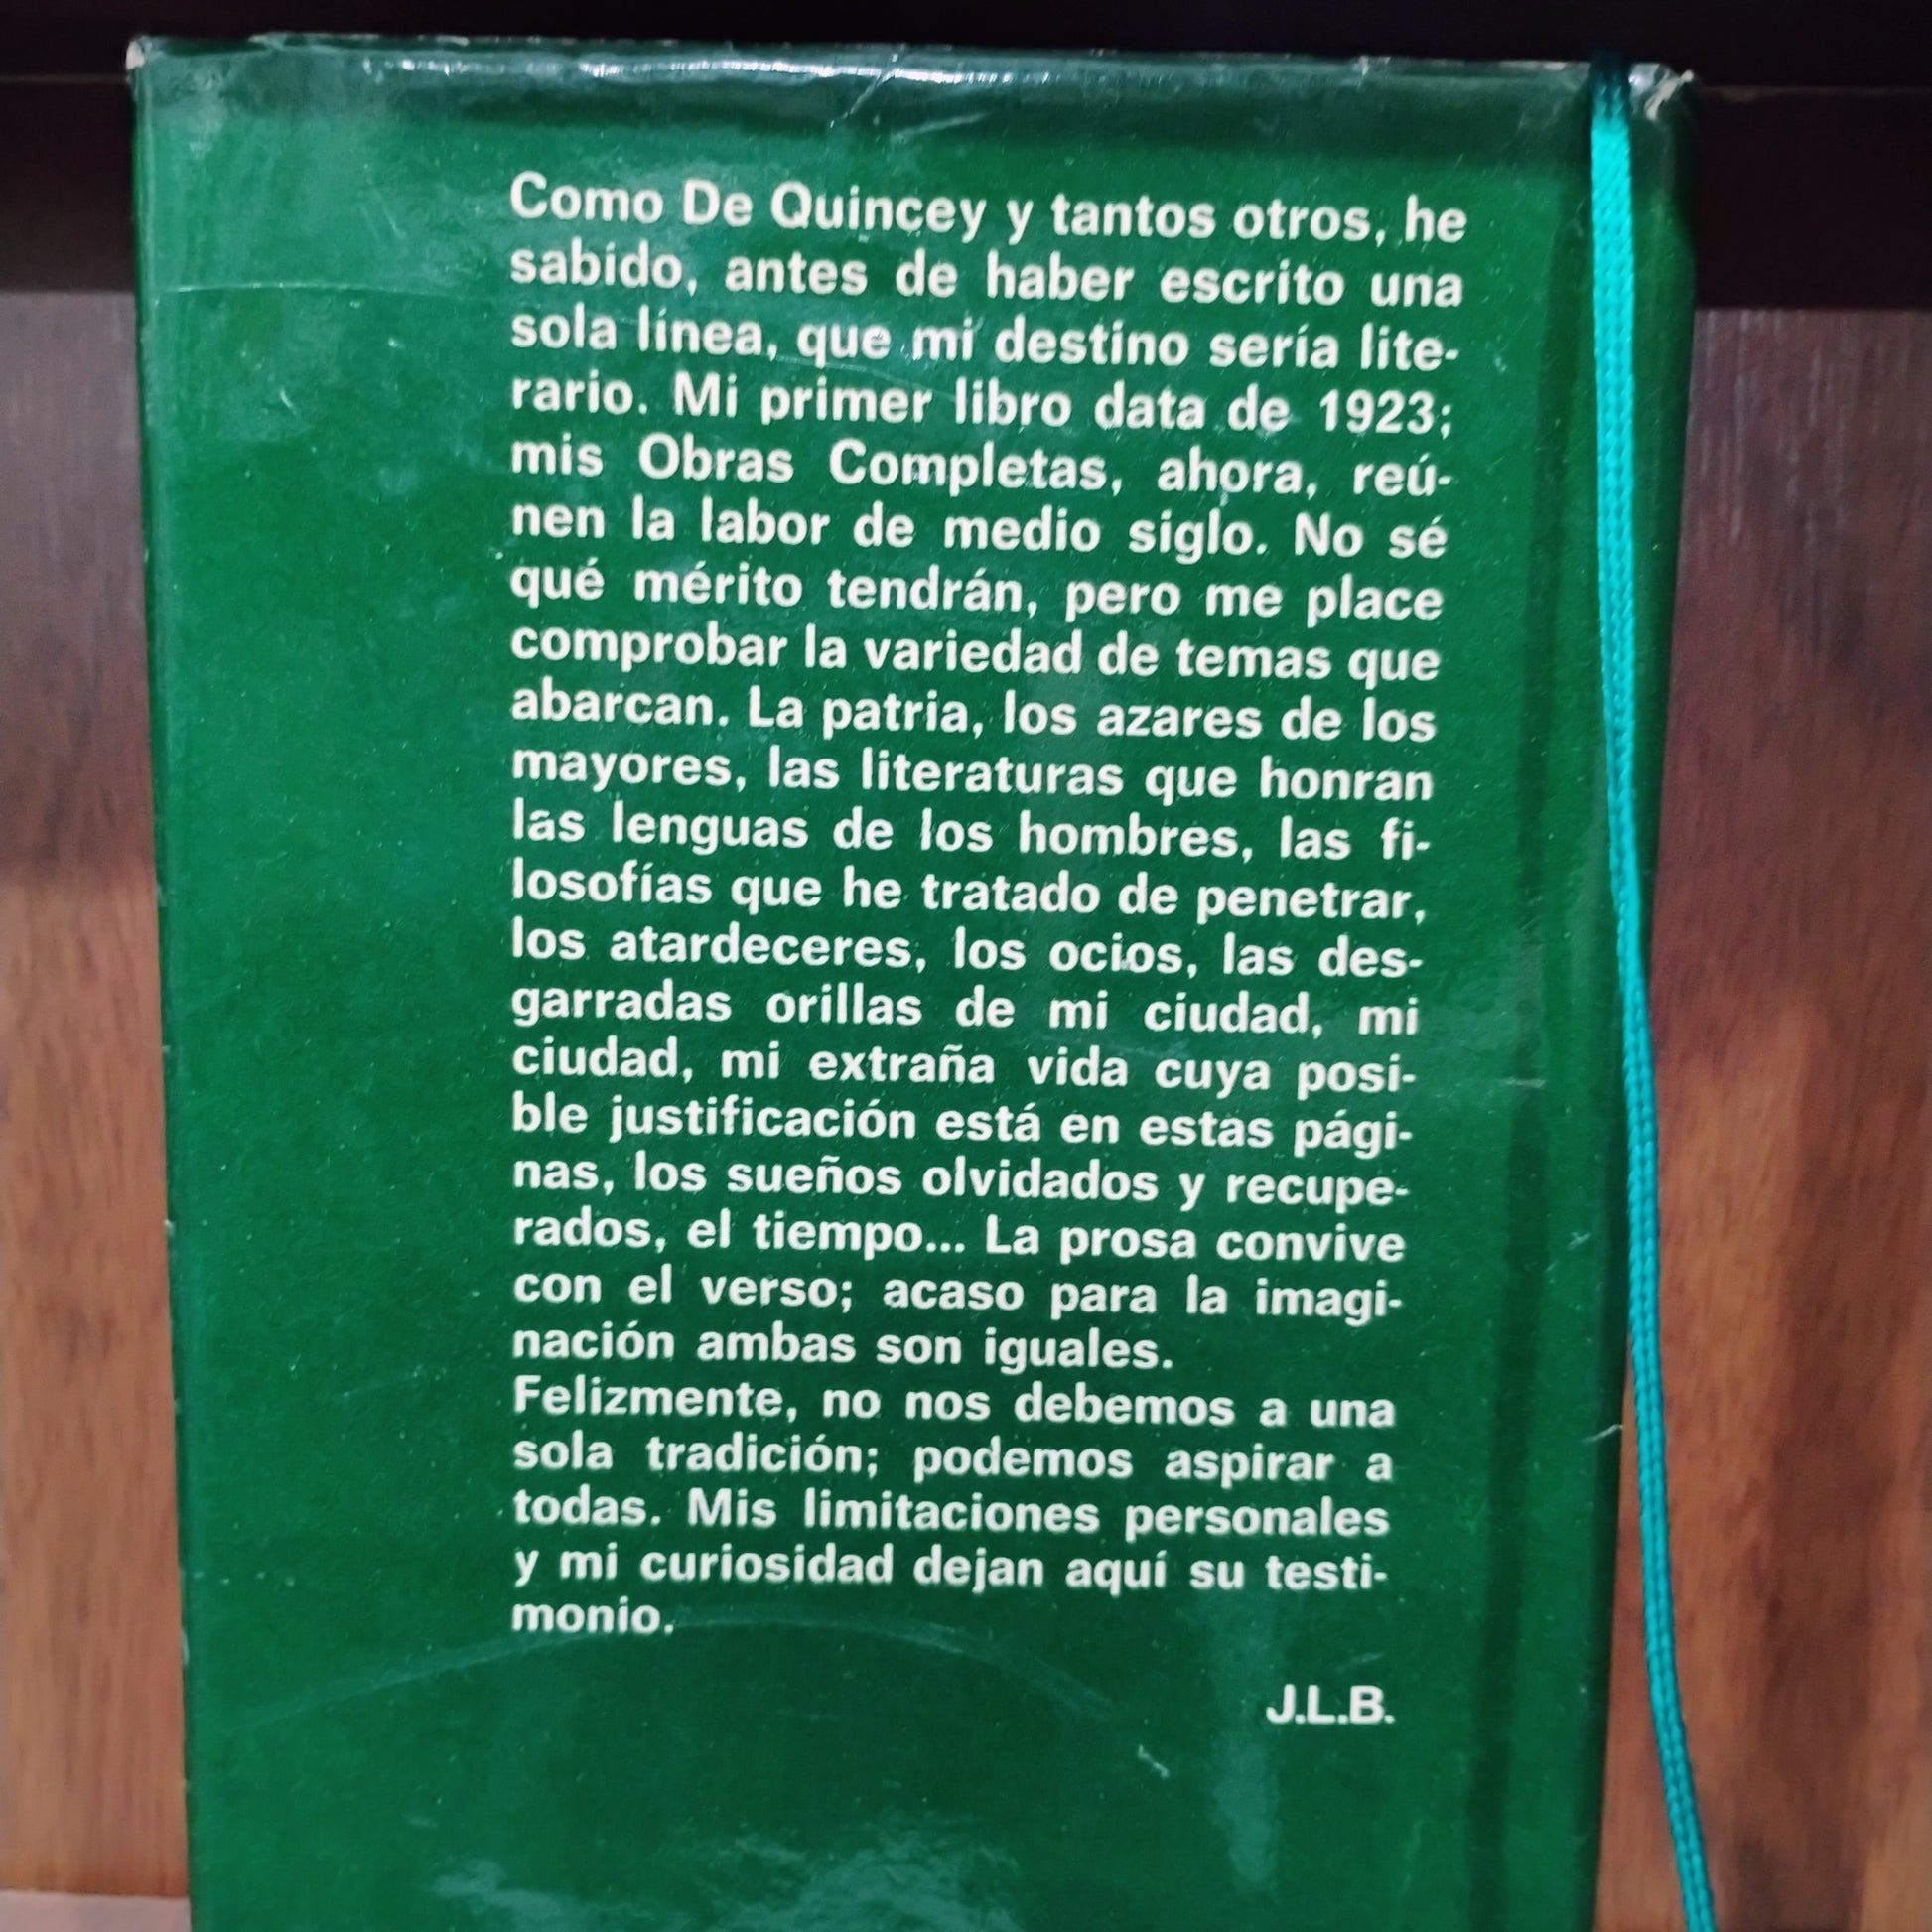 Como De Quincey y tantos otros, he
sabido, antes de haber escrito una
sola línea, que mi destino sería lite-
rario. Mi primer libro data de 1923;
mis Obras Completas, ahora, reú-
nen la labor de medio siglo. No sé
qué mérito tendrán, pero me place
comprobar la variedad de temas que
abarcan. La patria, los azares de los
mayores, las literaturas que honran
las lenguas de los hombres, las fi-
losofías que he tratado de penetrar,
los atardeceres, los ocios, las des-
garradas orillas de mi ciudad, mi
ciudad, mi extraña vida cuya posi-
ble justificación está en estas pági-
nas, los sueños olvidados y recupe-
rados, el tiempo... La prosa convive
con el verso; acaso para la imagi-
nación ambas son iguales.
Felizmente, no nos debemos a una
sola tradición; podemos aspirar a
todas. Mis limitaciones personales
y mi curiosidad dejan aquí su testi-
monio.
J.L.B.